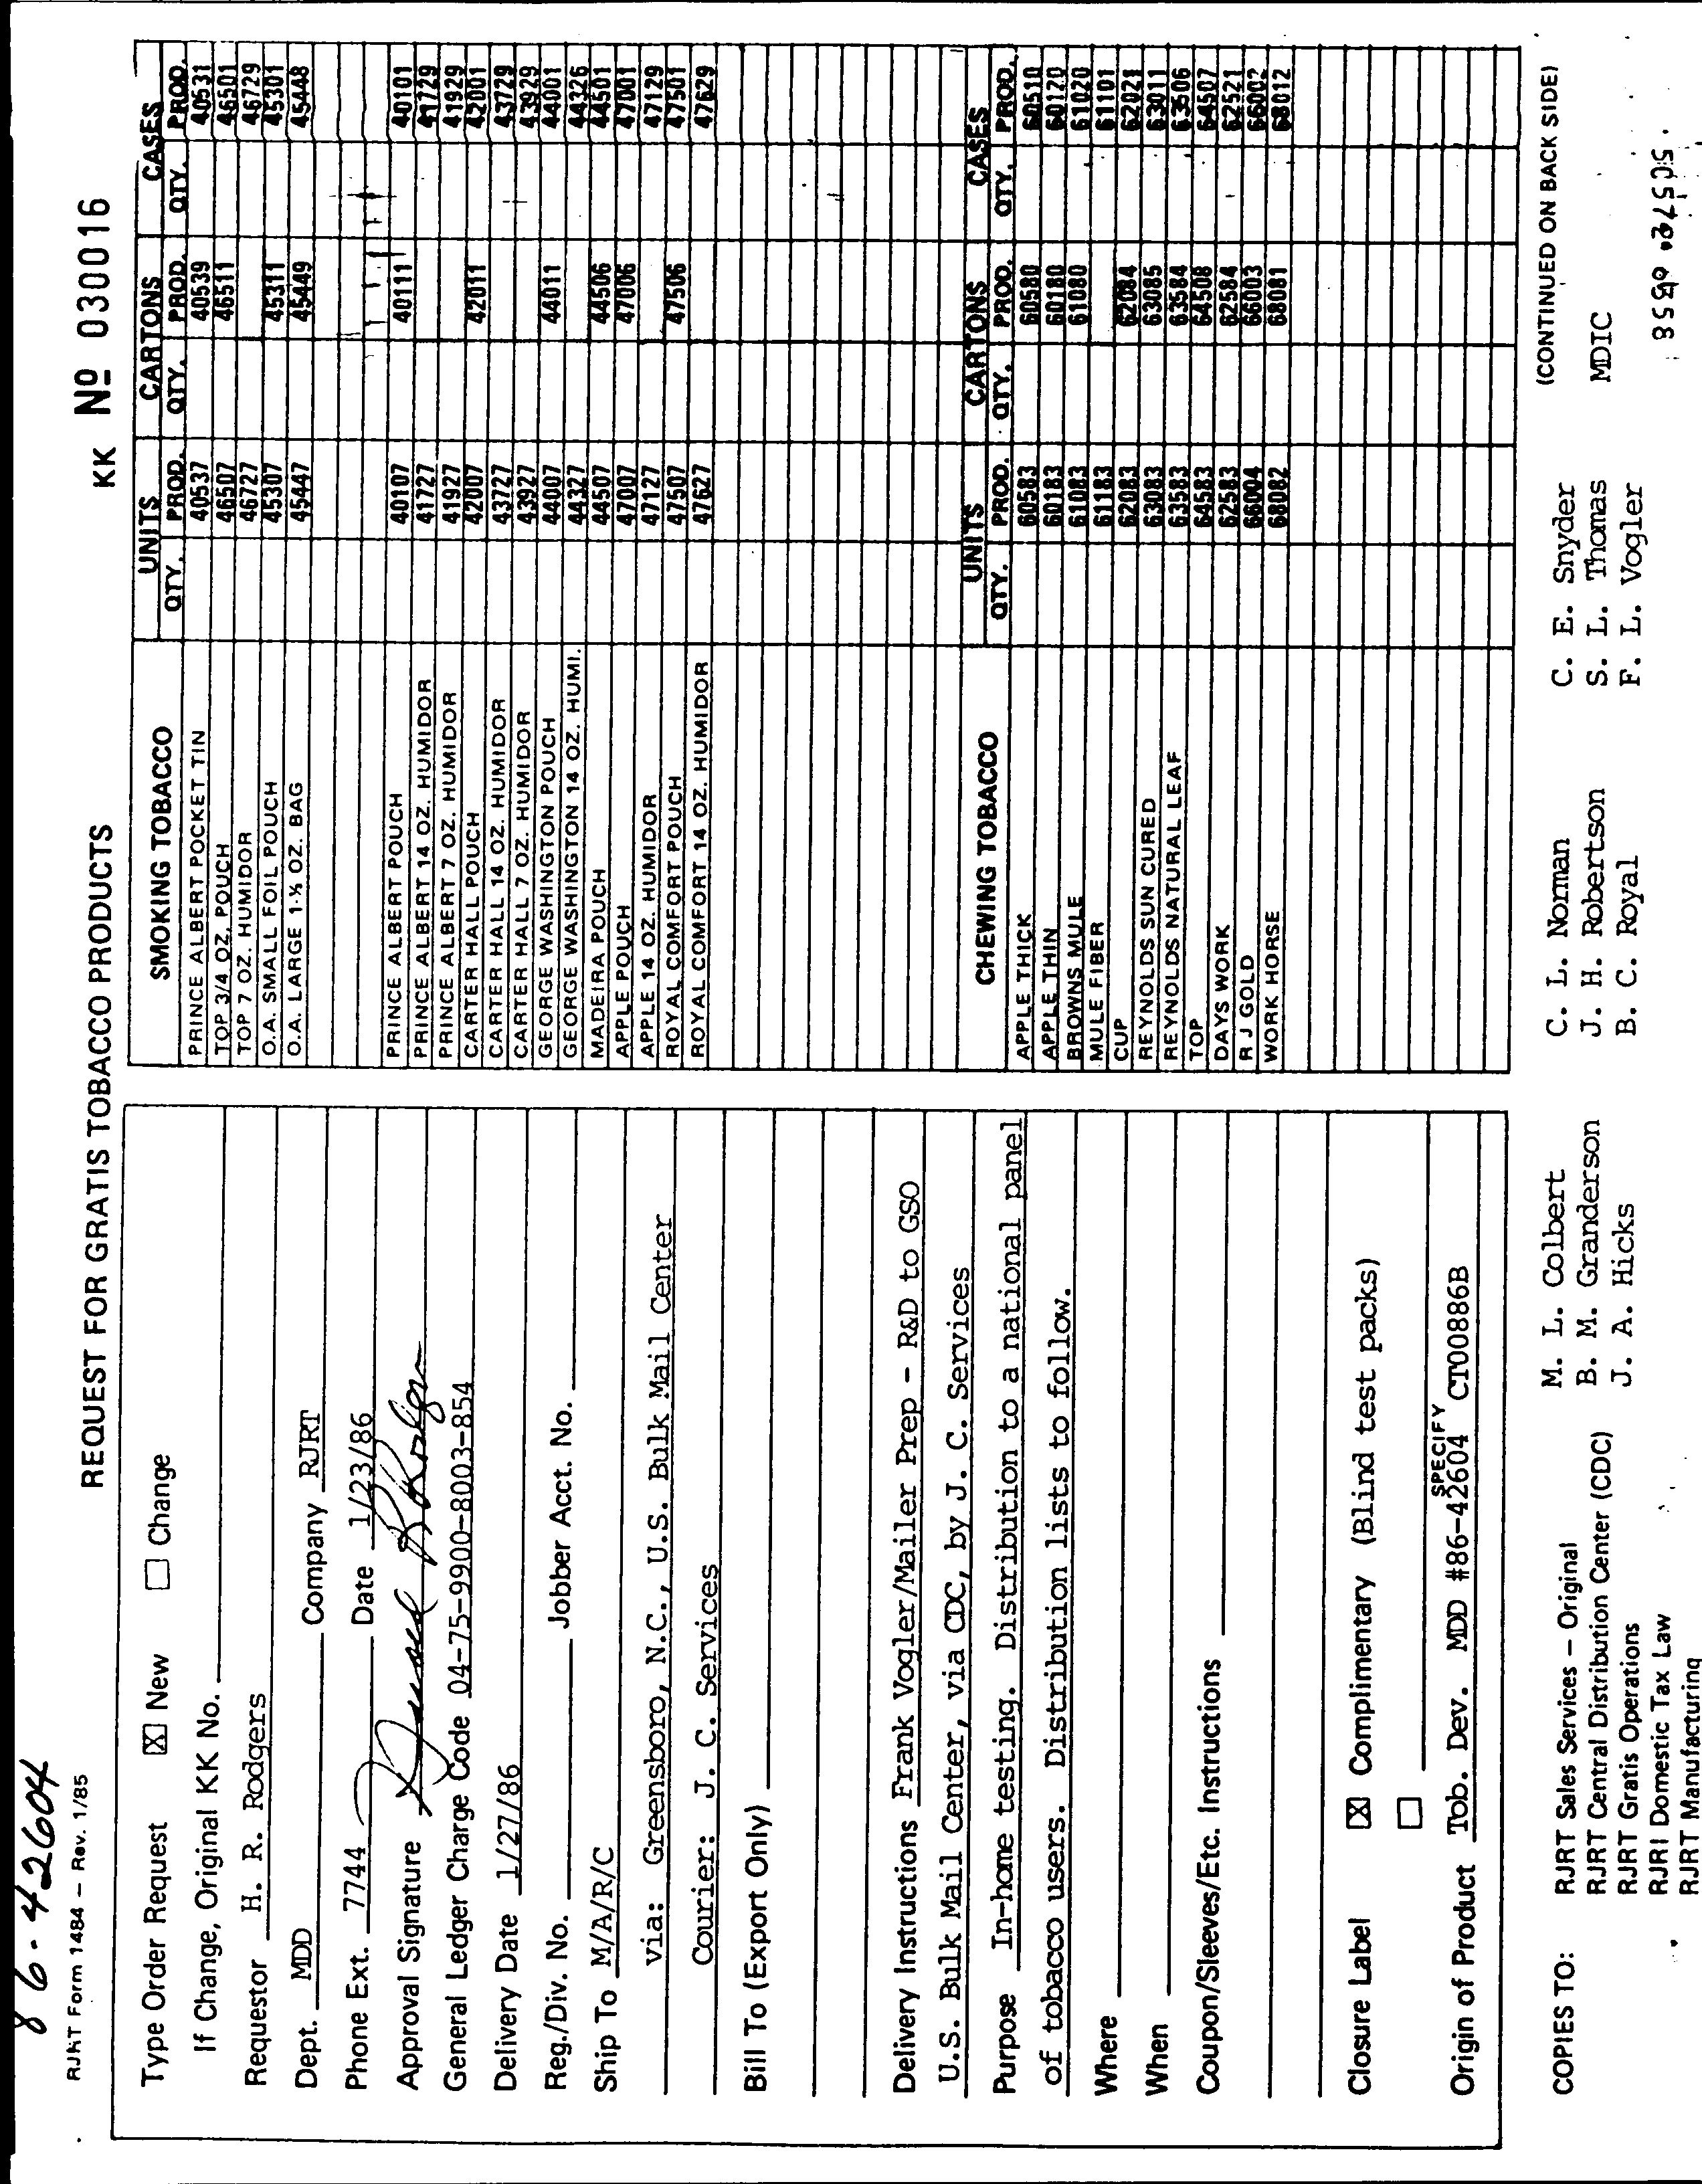 86-42604
RJRT Form 1484 – Rev. 1/85
REQUEST FOR GRATIS TOBACCO PRODUCTS
KK Nº 030016
Type Order Request ☒ New ☐ Change
If Change, Original KK No.
Requestor H. R. Rodgers
Dept. MDD Company RJRT
Phone Ext. 7744 Date 1/23/86
Approval Signature
General Ledger Charge Code 04-75-9900-8003-854
Delivery Date 1/27/86
Reg./Div. No. Jobber Acct. No.
Ship To M/A/R/C
via: Greensboro, N.C., U.S. Bulk Mail Center
Courier: J. C. Services
Bill To (Export Only)
Delivery Instructions Frank Vogler/Mailer Prep - R&D to GSO
U.S. Bulk Mail Center, via CDC, by J. C. Services
Purpose In-home testing. Distribution to a national panel
of tobacco users. Distribution lists to follow.
Where
When
Coupon/Sleeves/Etc. Instructions
Closure Label ☒ Complimentary (Blind test packs)
☐
SPECIFY
Origin of Product Tob. Dev. MDD #86-42604 CT00886B
SMOKING TOBACCO UNITS CARTONS CASES
QTY. PROD. QTY. PROD. QTY. PROD.
PRINCE ALBERT POCKET TIN 40537 40539 40531
TOP 3/4 OZ. POUCH 46507 46511 46501
TOP 7 OZ. HUMIDOR 46727 46729
O.A. SMALL FOIL POUCH 45307 45311 45301
O.A. LARGE 1-¾ OZ. BAG 45447 45449 45448
PRINCE ALBERT POUCH 40107 40111 40101
PRINCE ALBERT 14 OZ. HUMIDOR 41727 41729
PRINCE ALBERT 7 OZ. HUMIDOR 41927 41929
CARTER HALL POUCH 42007 42011 42001
CARTER HALL 14 OZ. HUMIDOR 43727 43729
CARTER HALL 7 OZ. HUMIDOR 43927 43929
GEORGE WASHINGTON POUCH 44007 44011 44001
GEORGE WASHINGTON 14 OZ. HUMI. 44327 44326
MADEIRA POUCH 44507 44506 44501
APPLE POUCH 47007 47006 47001
APPLE 14 OZ. HUMIDOR 47127 47129
ROYAL COMFORT POUCH 47507 47506 47501
ROYAL COMFORT 14 OZ. HUMIDOR 47627 47629
CHEWING TOBACCO UNITS CARTONS CASES
QTY. PROD. QTY. PROD. QTY. PROD.
APPLE THICK 60583 60580 60510
APPLE THIN 60183 60180 60120
BROWNS MULE 61083 61080 61020
MULE FIBER 61183 61101
CUP 62083 62084 62021
REYNOLDS SUN CURED 63083 63085 63011
REYNOLDS NATURAL LEAF 63583 63584 63506
TOP 64583 64508 64507
DAYS WORK 62583 62584 62521
R J GOLD 66004 66003 66002
WORK HORSE 68082 68081 68012
(CONTINUED ON BACK SIDE)
COPIES TO: RJRT Sales Services – Original M. L. Colbert C. L. Norman C. E. Snyder
RJRT Central Distribution Center (CDC) B. M. Granderson J. H. Robertson S. L. Thomas MDIC
RJRT Gratis Operations J. A. Hicks B. C. Royal F. L. Vogler
RJRI Domestic Tax Law
RJRT Manufacturing